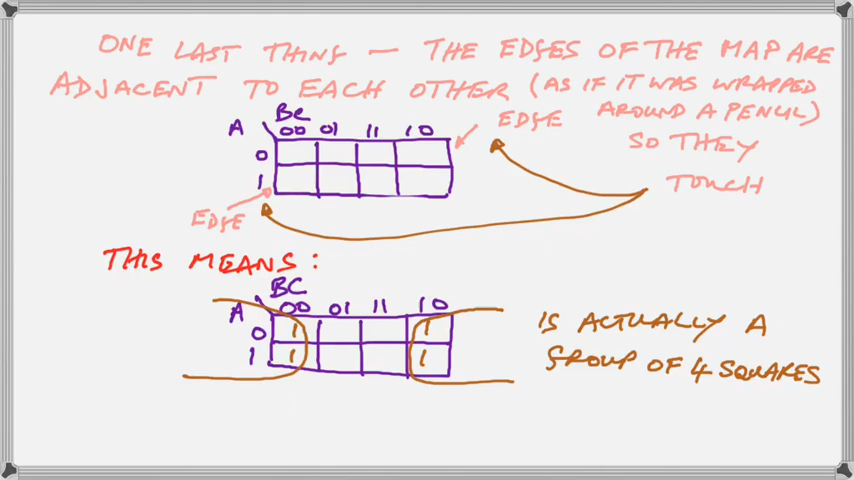 ONE LAST THING — THE EDGES OF THE MAP ARE
ADJACENT TO EACH OTHER (AS IF IT WAS WRAPPED
AROUND A PENCIL)
EDGE
SO THEY
TOUCH
BC
A 00 01 11 10
0
1
EDGE
THIS MEANS:
BC
A 00 01 11 10
0 1 1
1 1 1
IS ACTUALLY A
GROUP OF 4 SQUARES